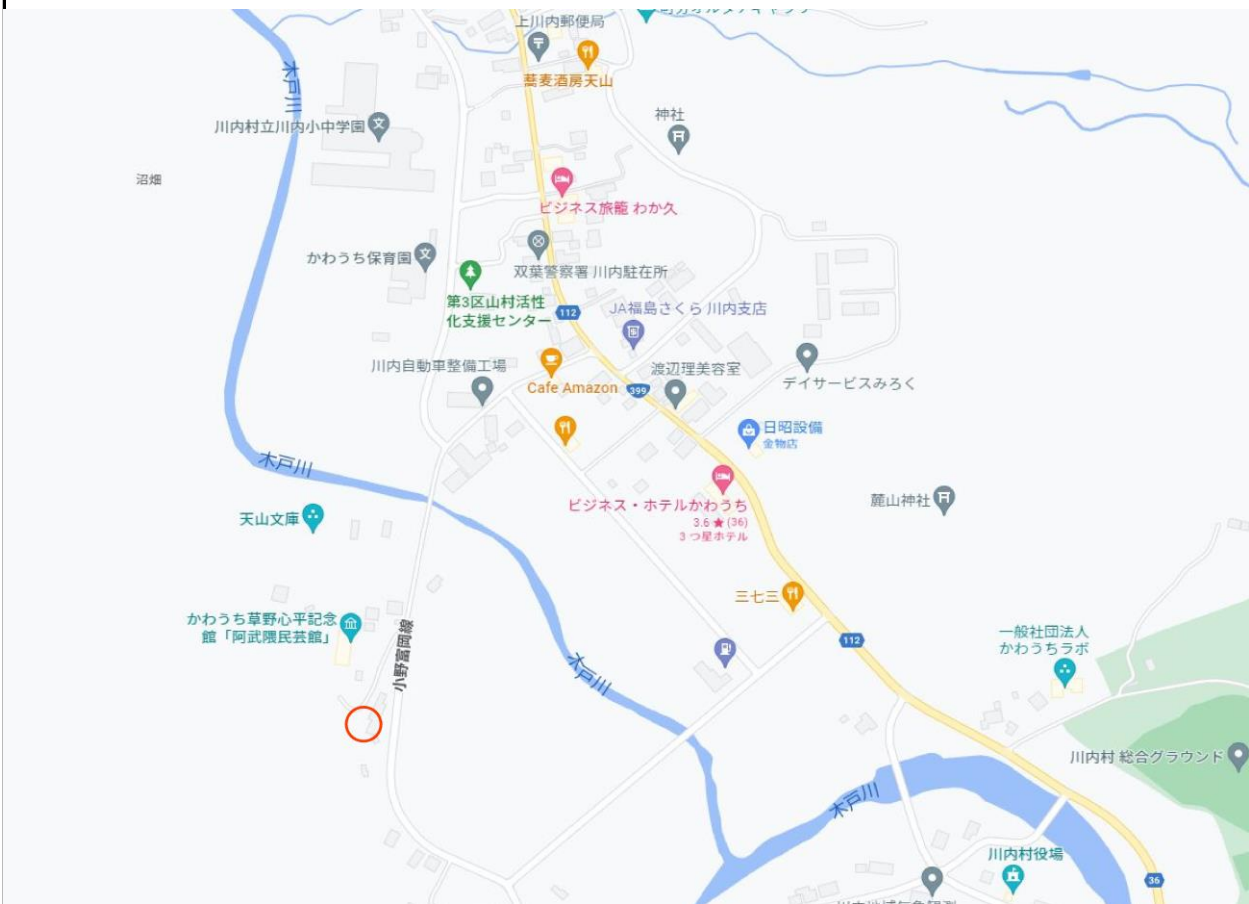 上川内郵便局
蕎麦酒房天山
木戸川
川内村立川内小中学園
神社
沼畑
ビジネス旅籠 わか久
かわうち保育園
双葉警察署 川内駐在所
第3区山村活性
化支援センター
112
JA福島さくら 川内支店
川内自動車整備工場
渡辺理美容室
Cafe Amazon
399
デイサービスみろく
日昭設備
金物店
木戸川
ビジネス・ホテルかわうち
3.6★(36)
3 つ星ホテル
麓山神社
天山文庫
三七三
かわうち草野心平記念
館「阿武隈民芸館」
小野富岡線
112
一般社団法人
かわうちラボ
木戸川
川内村 総合グラウンド
木戸川
川内村役場
36